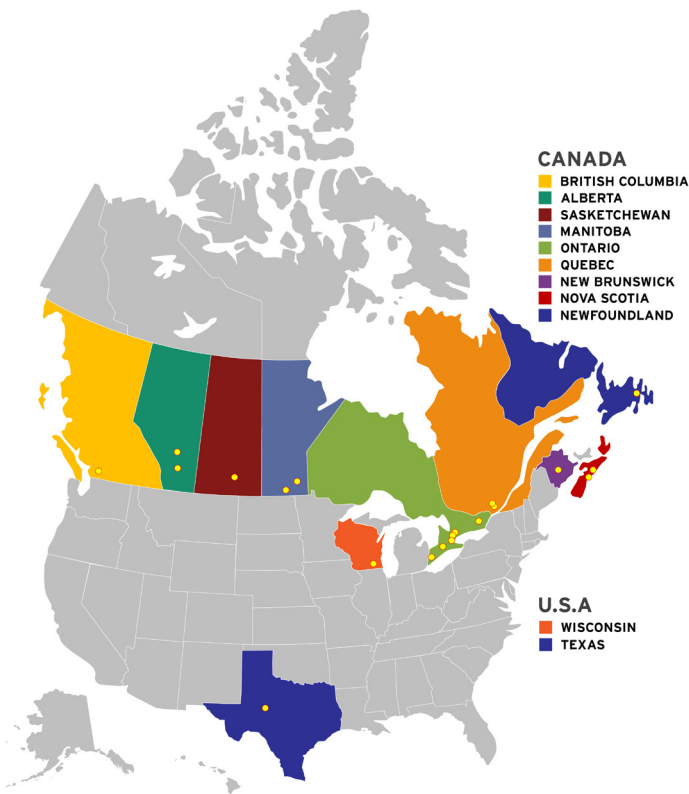 CANADA
BRITISH COLUMBIA
ALBERTA
SASKETCHEWAN
MANITOBA
ONTARIO
QUEBEC
NEW BRUNSWICK
NOVA SCOTIA
NEWFOUNDLAND
U.S.A
WISCONSIN
TEXAS